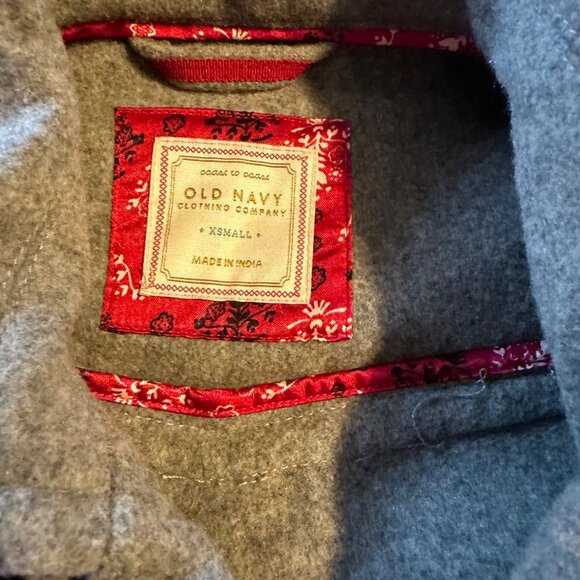 coast to coast
OLD NAVY
CLOTHING COMPANY
+ XSMALL +
MADE IN INDIA